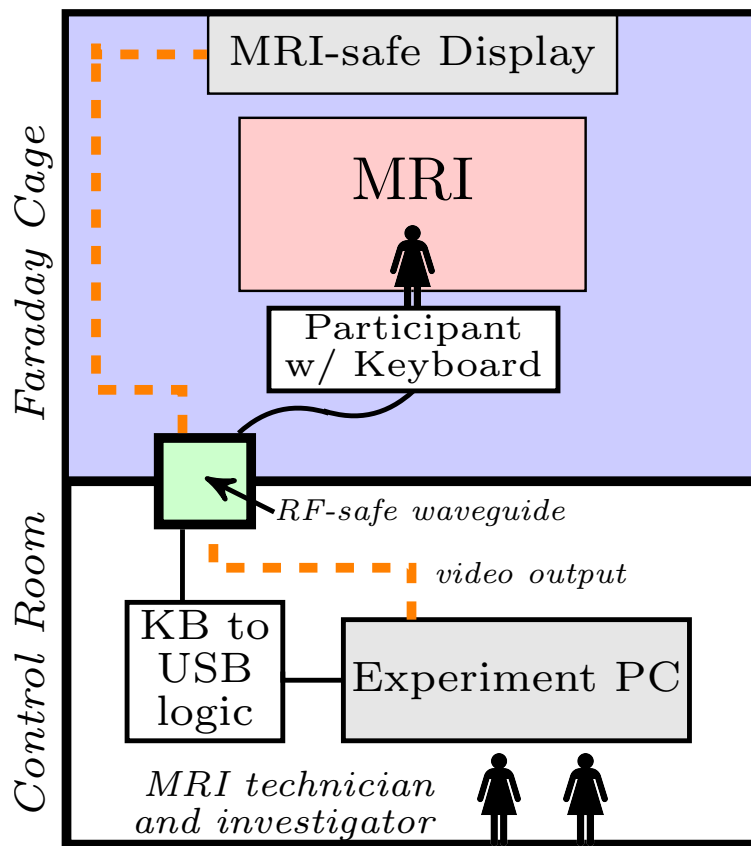 MRI-safe Display
Faraday Cage
MRI
Participant
w/ Keyboard
RF-safe waveguide
video output
Control Room
KB to
USB
logic
Experiment PC
MRI technician
and investigator